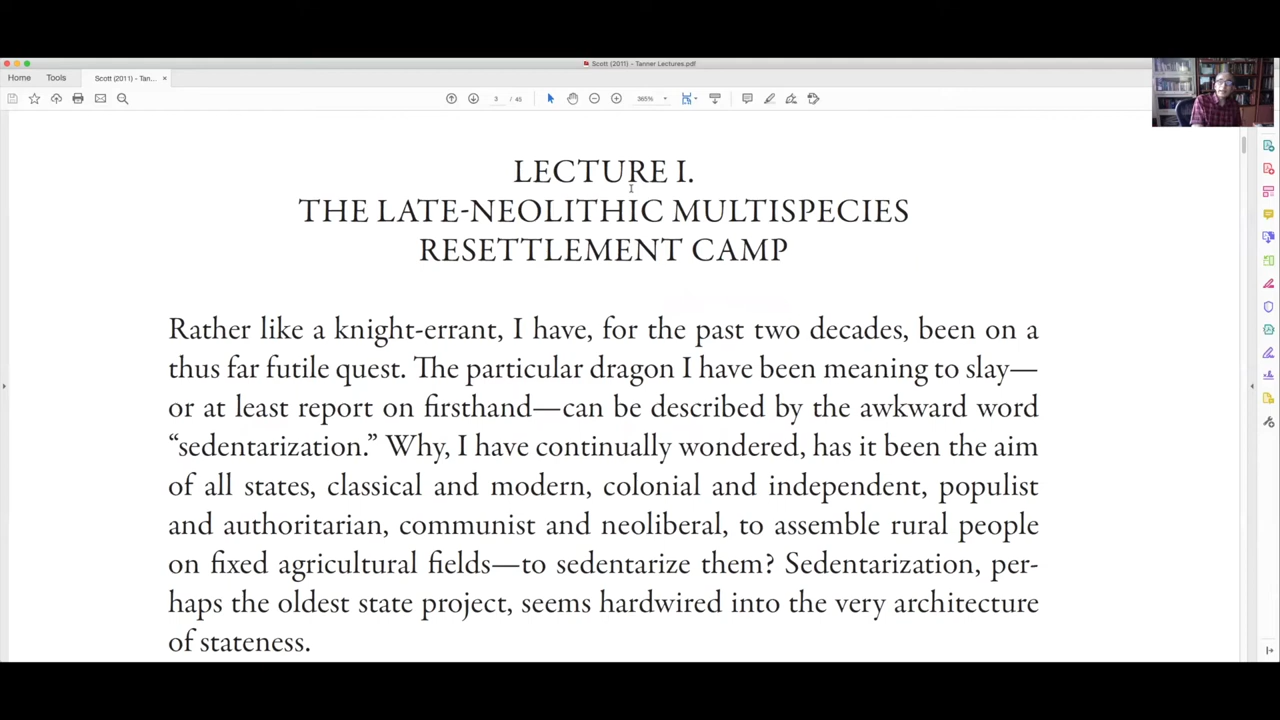 Scott (2011) - Tanner Lectures.pdf
Home Tools Scott (2011) - Tan... ×
3 / 45 365%
LECTURE I.
THE LATE-NEOLITHIC MULTISPECIES
RESETTLEMENT CAMP
Rather like a knight-errant, I have, for the past two decades, been on a
thus far futile quest. The particular dragon I have been meaning to slay—
or at least report on firsthand—can be described by the awkward word
“sedentarization.” Why, I have continually wondered, has it been the aim
of all states, classical and modern, colonial and independent, populist
and authoritarian, communist and neoliberal, to assemble rural people
on fixed agricultural fields—to sedentarize them? Sedentarization, per-
haps the oldest state project, seems hardwired into the very architecture
of stateness.